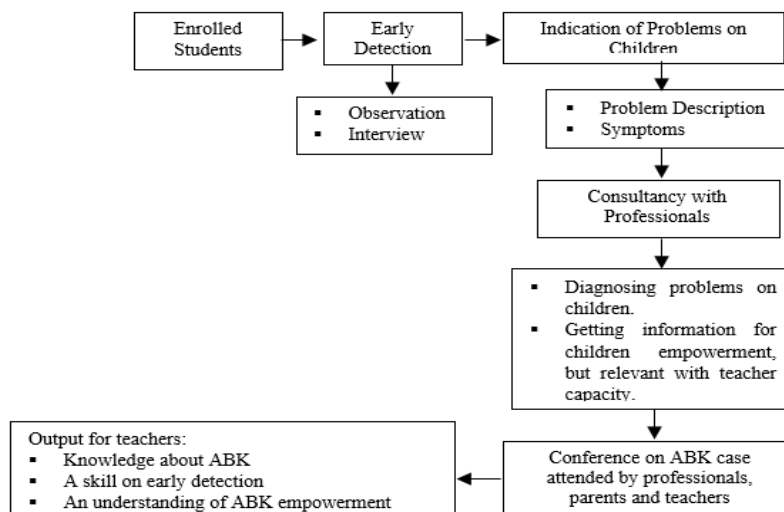 Enrolled
Students
Early
Detection
Indication of Problems on
Children
▪ Observation
▪ Interview
▪ Problem Description
▪ Symptoms
Consultancy with
Professionals
▪ Diagnosing problems on
children.
▪ Getting information for
children empowerment,
but relevant with teacher
capacity.
Conference on ABK case
attended by professionals,
parents and teachers
Output for teachers:
▪ Knowledge about ABK
▪ A skill on early detection
▪ An understanding of ABK empowerment